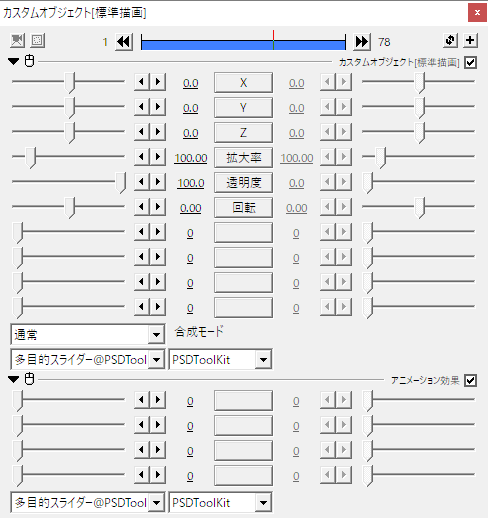 カスタムオブジェクト[標準描画]
1 78
カスタムオブジェクト[標準描画]
0.0 X 0.0
0.0 Y 0.0
0.0 Z 0.0
100.00 拡大率 100.00
100.0 透明度 0.0
0.00 回転 0.00
0 0
0 0
0 0
0 0
通常 合成モード
多目的スライダー@PSDTool PSDToolKit
アニメーション効果
0 0
0 0
0 0
0 0
多目的スライダー@PSDTool PSDToolKit